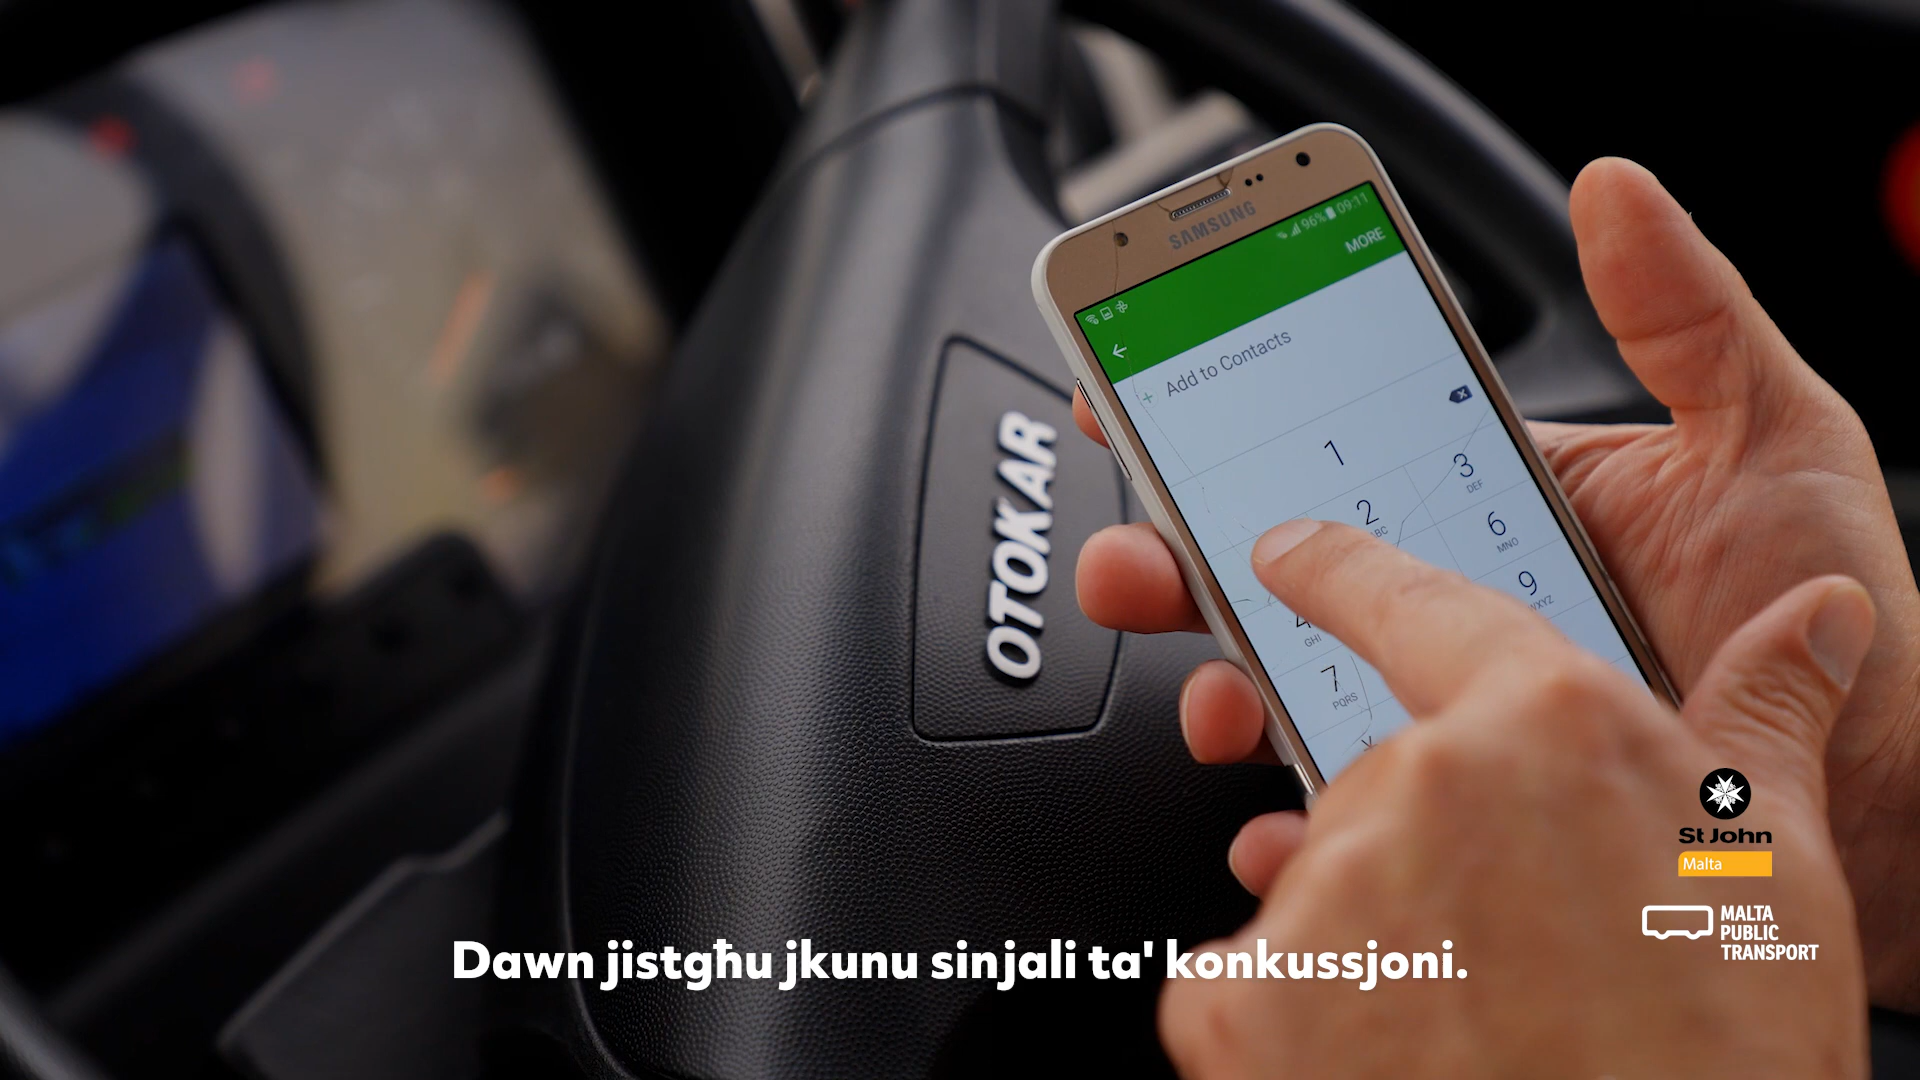 SAMSUNG
96% 09:11
MORE
Add to Contacts
1
2
3
DEF
6
MNO
9
WXYZ
GHI
7
PQRS
OTOKAR
St John
Malta
MALTA
PUBLIC
TRANSPORT
Dawn jistgħu jkunu sinjali ta' konkussjoni.